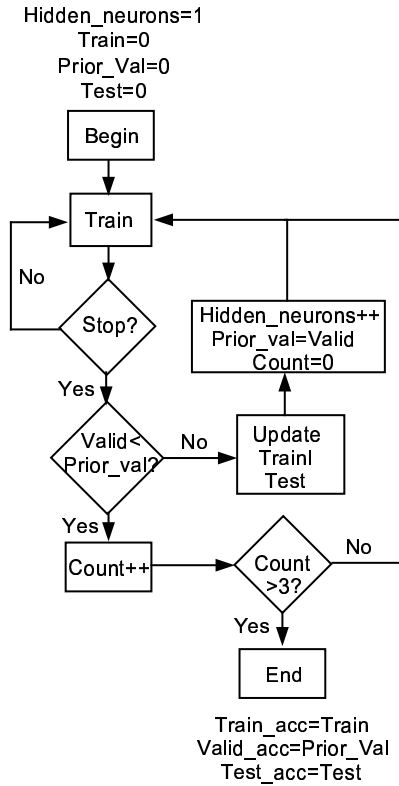 Hidden_neurons=1
Train=0
Prior_Val=0
Test=0
Begin
Train
No
Stop?
Yes
Hidden_neurons++
Prior_val=Valid
Count=0
Valid<
Prior_val?
No
Update
Trainl
Test
Yes
Count++
Count
>3?
No
Yes
End
Train_acc=Train
Valid_acc=Prior_Val
Test_acc=Test